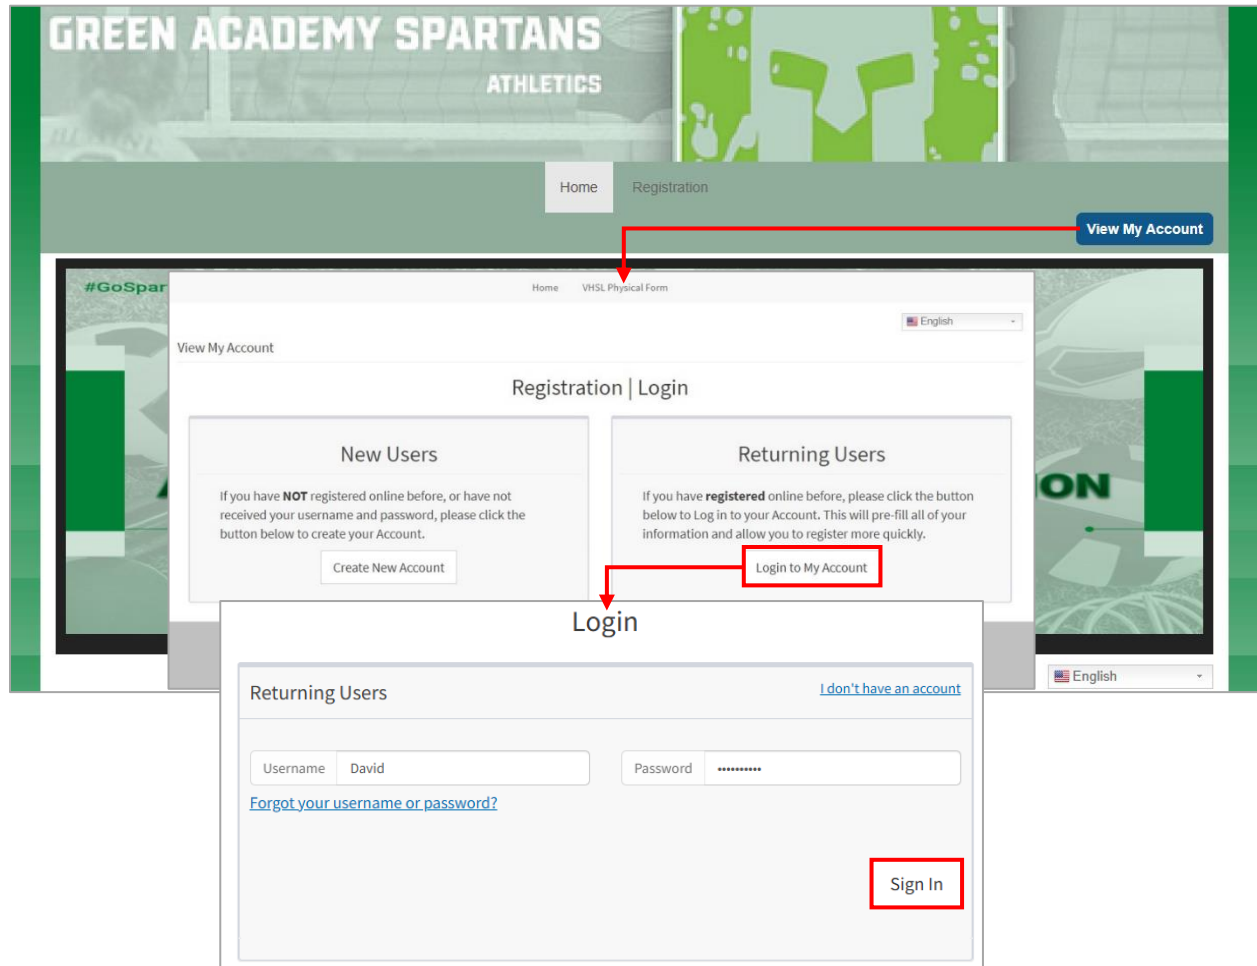 GREEN ACADEMY SPARTANS
ATHLETICS
Home Registration
View My Account
#GoSpar
Home VHSL Physical Form
English
View My Account
Registration | Login
New Users
If you have NOT registered online before, or have not
received your username and password, please click the
button below to create your Account.
Create New Account
Returning Users
If you have registered online before, please click the button
below to Log in to your Account. This will pre-fill all of your
information and allow you to register more quickly.
Login to My Account
ON
Login
English
Returning Users
I don't have an account
Username David
Password ••••••••••
Forgot your username or password?
Sign In